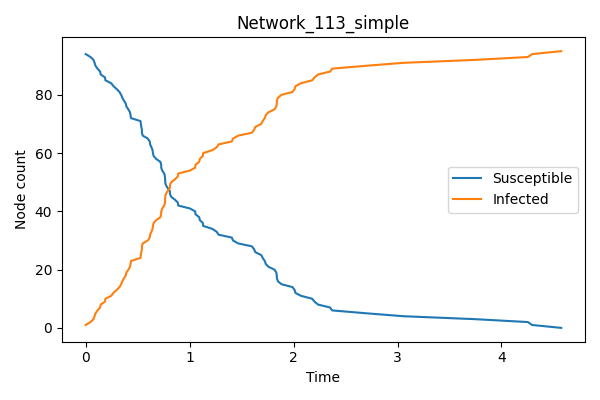 Network_113_simple
Node count
80
60
40
20
0
Susceptible
Infected
0 1 2 3 4
Time